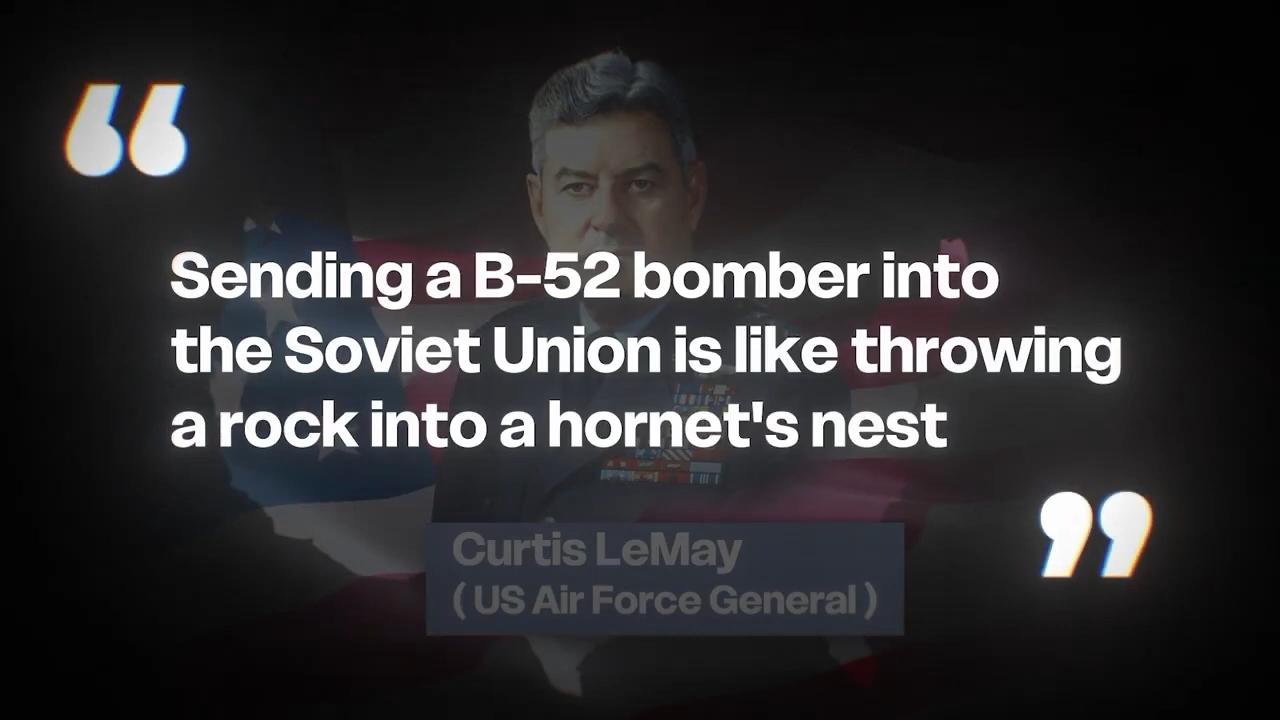 “
Sending a B-52 bomber into
the Soviet Union is like throwing
a rock into a hornet's nest
”
Curtis LeMay
( US Air Force General )